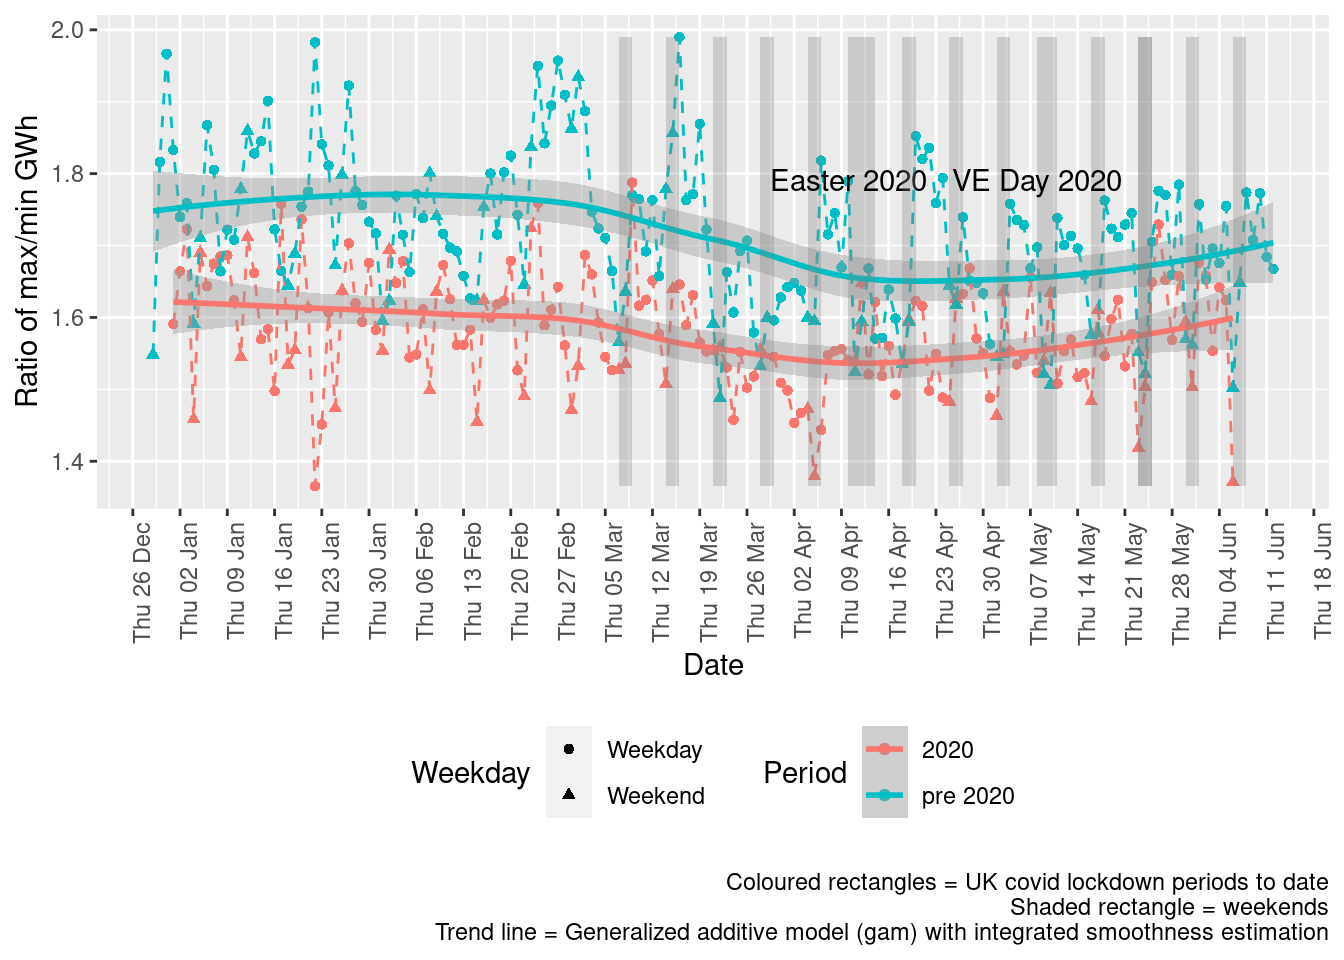 2.0
1.8
1.6
1.4
Ratio of max/min GWh
Easter 2020
VE Day 2020
Thu 26 Dec
Thu 02 Jan
Thu 09 Jan
Thu 16 Jan
Thu 23 Jan
Thu 30 Jan
Thu 06 Feb
Thu 13 Feb
Thu 20 Feb
Thu 27 Feb
Thu 05 Mar
Thu 12 Mar
Thu 19 Mar
Thu 26 Mar
Thu 02 Apr
Thu 09 Apr
Thu 16 Apr
Thu 23 Apr
Thu 30 Apr
Thu 07 May
Thu 14 May
Thu 21 May
Thu 28 May
Thu 04 Jun
Thu 11 Jun
Thu 18 Jun
Date
Weekday
Weekday
Weekend
Period
2020
pre 2020
Coloured rectangles = UK covid lockdown periods to date
Shaded rectangle = weekends
Trend line = Generalized additive model (gam) with integrated smoothness estimation